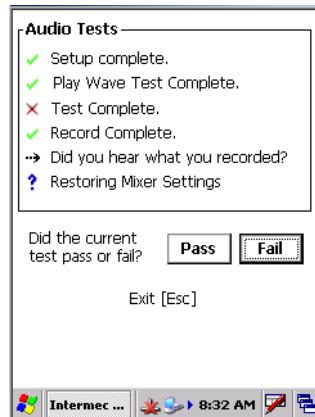 Audio Tests
Setup complete.
Play Wave Test Complete.
Test Complete.
Record Complete.
Did you hear what you recorded?
? Restoring Mixer Settings
Did the current
test pass or fail?
Pass
Fail
Exit [Esc]
Intermec ...
8:32 AM